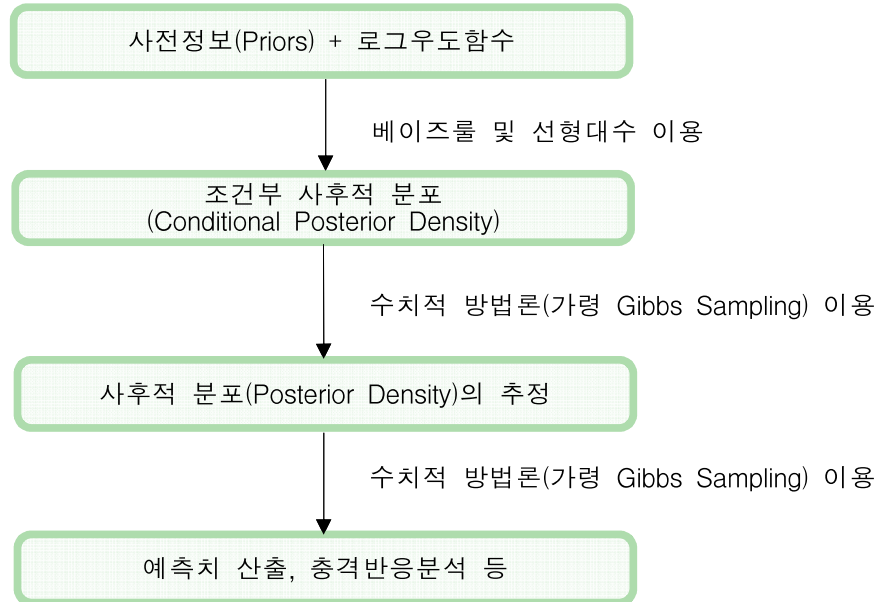 사전정보(Priors) + 로그우도함수
베이즈룰 및 선형대수 이용
조건부 사후적 분포
(Conditional Posterior Density)
수치적 방법론(가령 Gibbs Sampling) 이용
사후적 분포(Posterior Density)의 추정
수치적 방법론(가령 Gibbs Sampling) 이용
예측치 산출, 충격반응분석 등